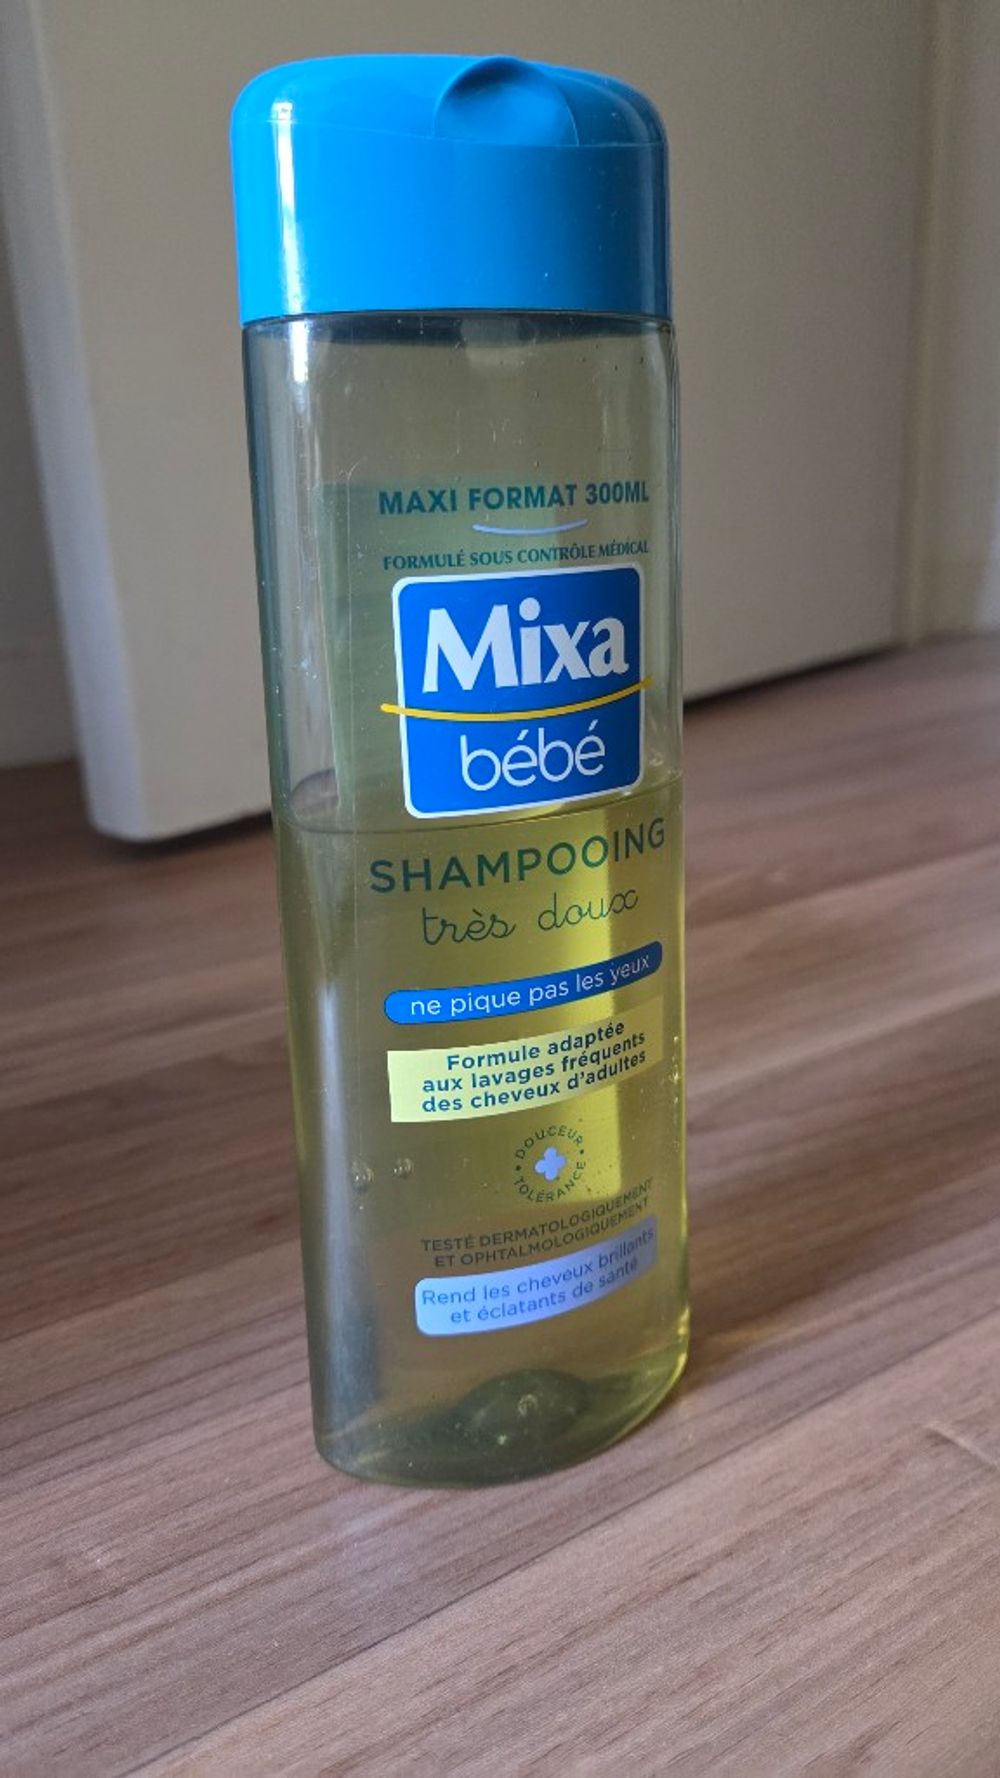 MAXI FORMAT 300ML
FORMULÉ SOUS CONTRÔLE MÉDICAL
Mixa
bébé
SHAMPOOING
très doux
ne pique pas les yeux
Formule adaptée
aux lavages fréquents
des cheveux d'adultes
DOUCEUR
TOLÉRANCE
TESTÉ DERMATOLOGIQUEMENT
ET OPHTALMOLOGIQUEMENT
Rend les cheveux brillants
et éclatants de santé